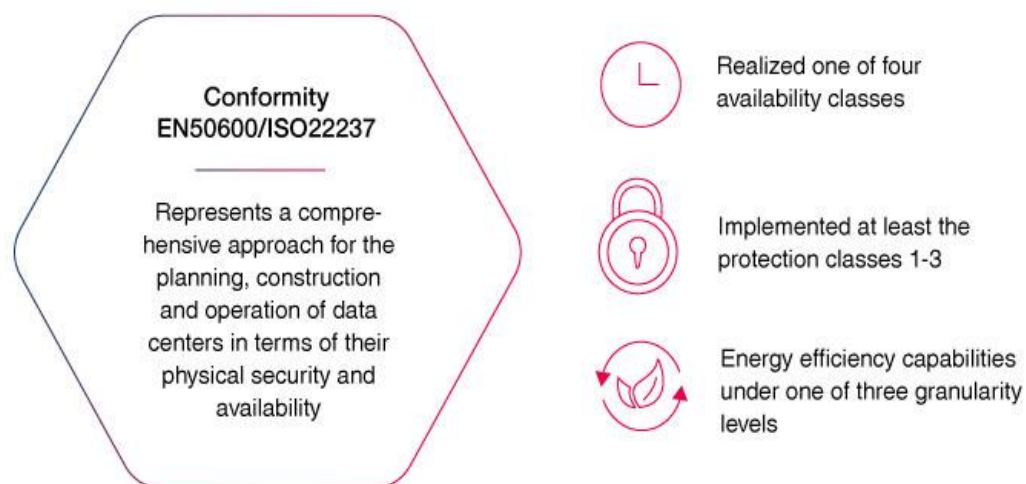 Conformity
EN50600/ISO22237
Represents a compre-
hensive approach for the
planning, construction
and operation of data
centers in terms of their
physical security and
availability
Realized one of four
availability classes
Implemented at least the
protection classes 1-3
Energy efficiency capabilities
under one of three granularity
levels